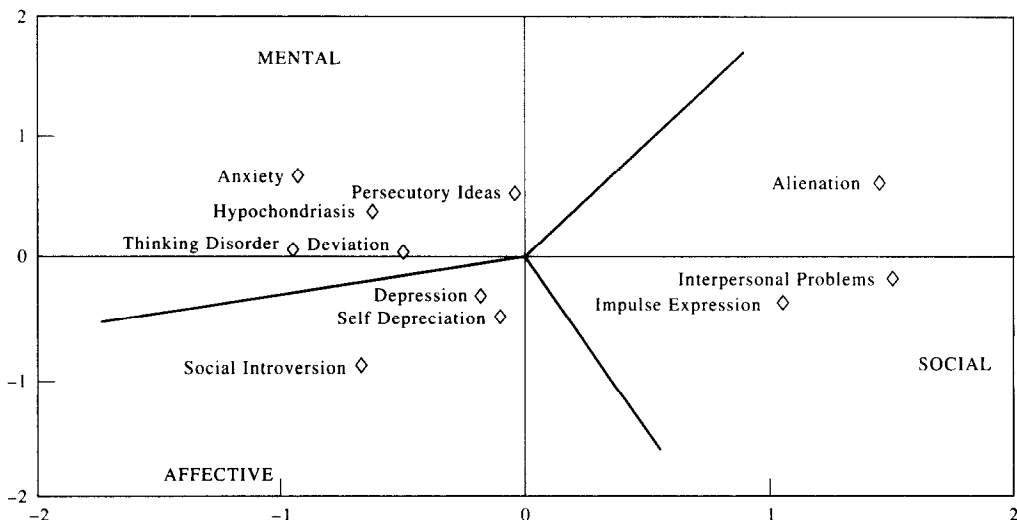 2
MENTAL
1
Anxiety
Persecutory Ideas
Alienation
Hypochondriasis
Thinking Disorder
Deviation
0
Interpersonal Problems
Depression
Impulse Expression
Self Depreciation
Social Introversion
SOCIAL
-1
AFFECTIVE
-2
-2
-1
0
1
2